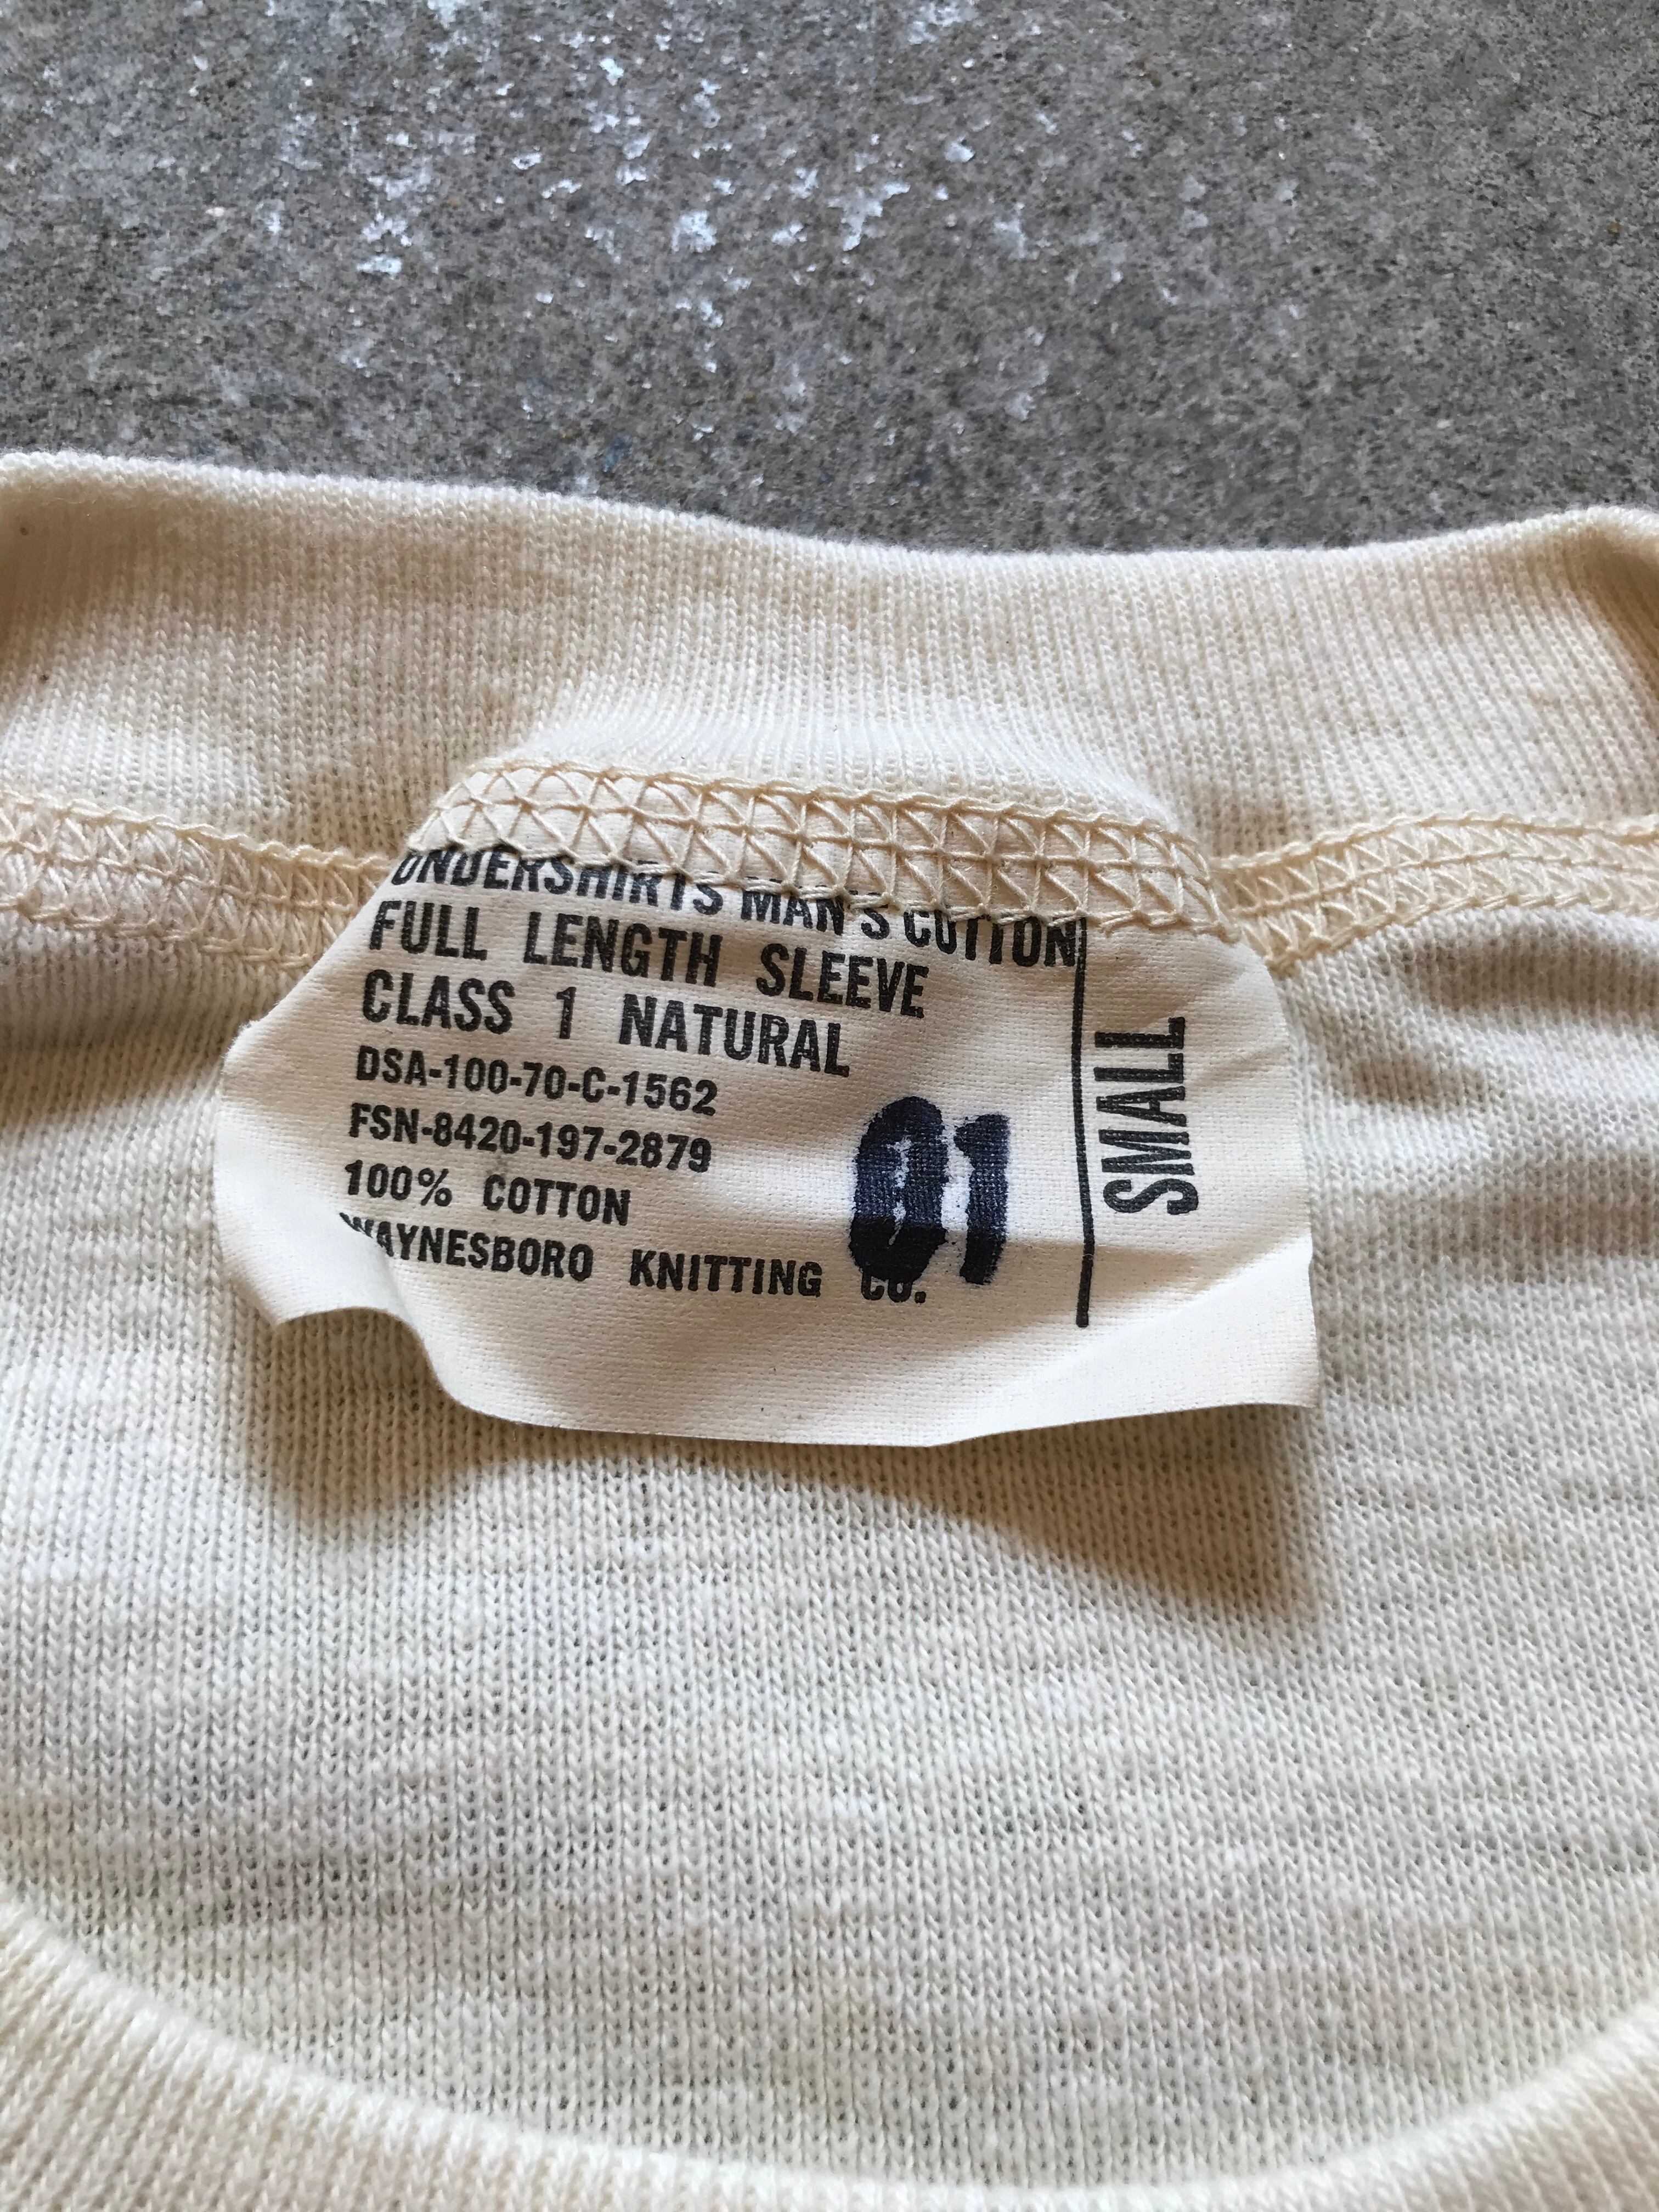 UNDERSHIRTS MAN'S COTTON
FULL LENGTH SLEEVE
CLASS 1 NATURAL
DSA-100-70-C-1562
FSN-8420-197-2879
100% COTTON
WAYNESBORO KNITTING CO.
01
SMALL